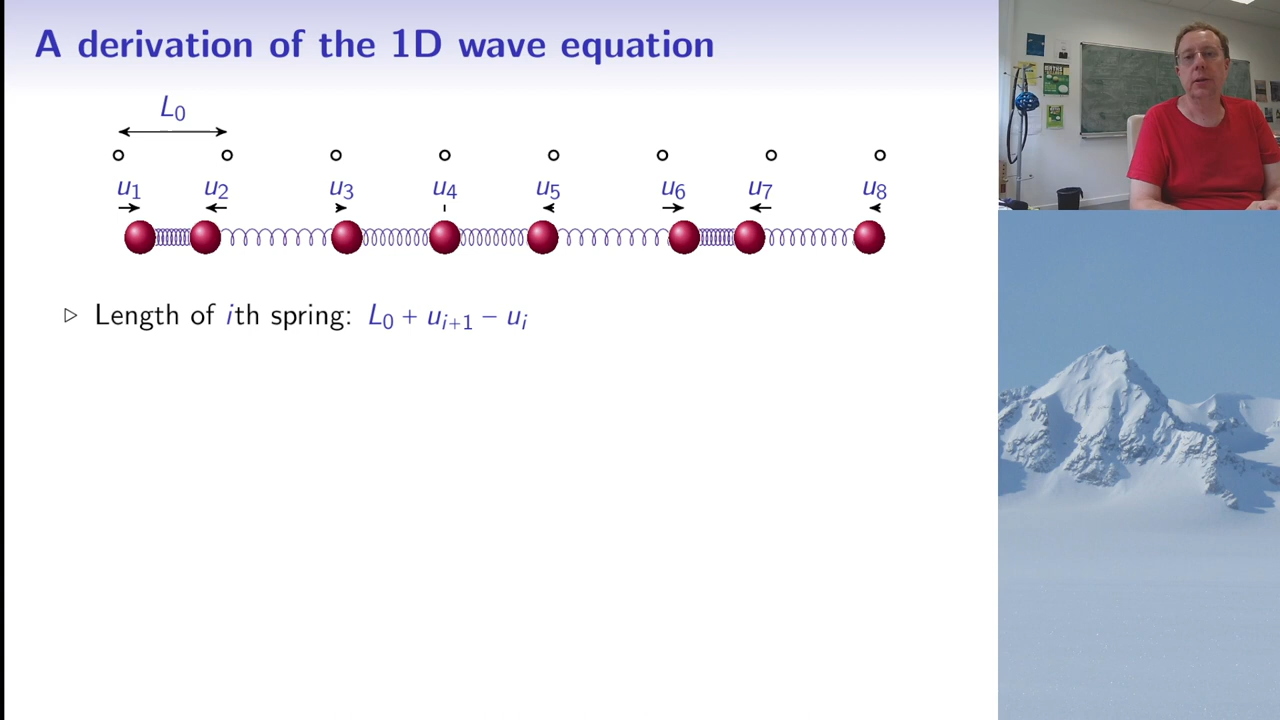 A derivation of the 1D wave equation
L₀
u₁ u₂ u₃ u₄ u₅ u₆ u₇ u₈
▷ Length of ith spring: L₀ + uᵢ₊₁ − uᵢ